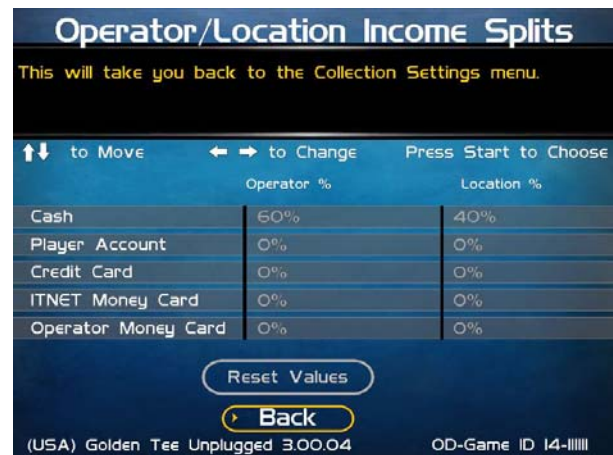 Operator/Location Income Splits
This will take you back to the Collection Settings menu.
to Move to Change Press Start to Choose
Operator % Location %
Cash 60% 40%
Player Account 0% 0%
Credit Card 0% 0%
ITNET Money Card 0% 0%
Operator Money Card 0% 0%
Reset Values
Back
(USA) Golden Tee Unplugged 3.00.04 OD-Game ID 14-111111